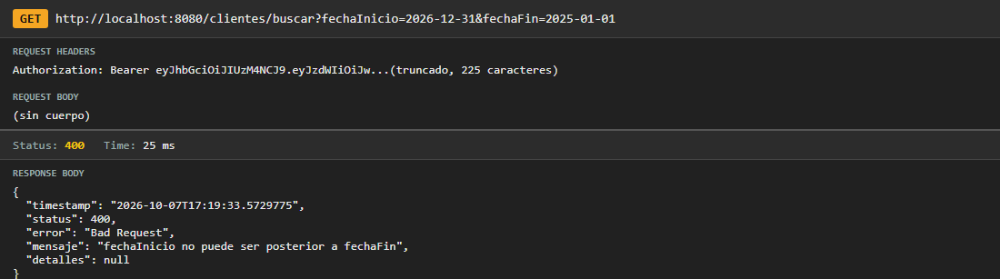 GET http://localhost:8080/clientes/buscar?fechaInicio=2026-12-31&fechaFin=2025-01-01
REQUEST HEADERS
Authorization: Bearer eyJhbGciOiJIUzM4NCJ9.eyJzdWIiOiJw...(truncado, 225 caracteres)
REQUEST BODY
(sin cuerpo)
Status: 400 Time: 25 ms
RESPONSE BODY
{
"timestamp": "2026-10-07T17:19:33.5729775",
"status": 400,
"error": "Bad Request",
"mensaje": "fechaInicio no puede ser posterior a fechaFin",
"detalles": null
}